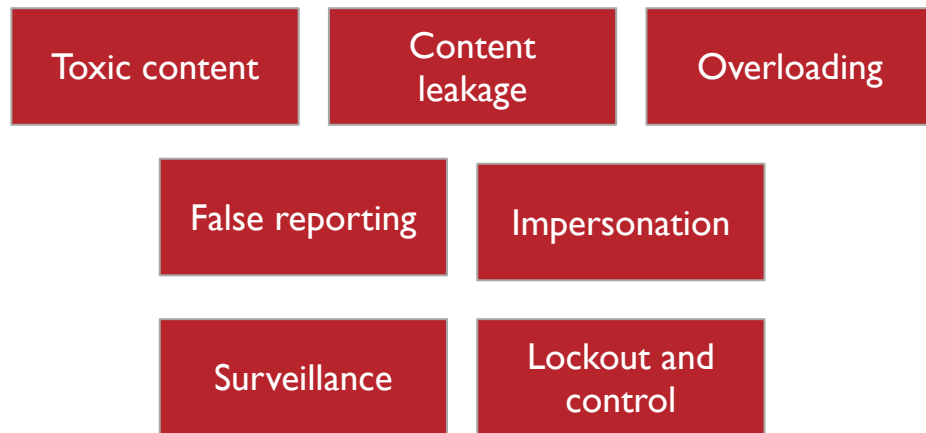 Toxic content
Content
leakage
Overloading
False reporting
Impersonation
Surveillance
Lockout and
control